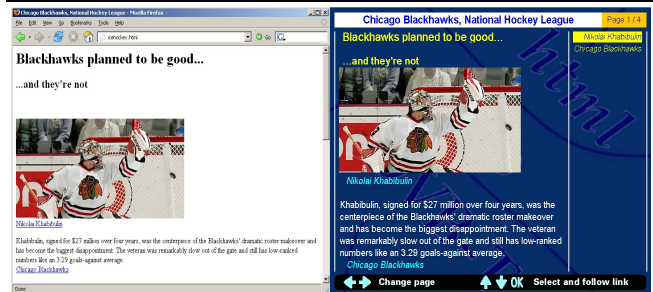 Chicago Blackhawks, National Hockey League - Mozilla Firefox
File Edit View Go Bookmarks Tools Help
icehockey.html
Go
Blackhawks planned to be good...
...and they're not
Nikolai Khabibulin
Khabibulin, signed for $27 million over four years, was the centerpiece of the Blackhawks' dramatic roster makeover and
has become the biggest disappointment. The veteran was remarkably slow out of the gate and still has low-ranked
numbers like an 3.29 goals-against average.
Chicago Blackhawks
Done
Chicago Blackhawks, National Hockey League
Page 1 / 4
Blackhawks planned to be good...
...and they're not
Nikolai Khabibulin
Khabibulin, signed for $27 million over four years, was the
centerpiece of the Blackhawks' dramatic roster makeover
and has become the biggest disappointment. The veteran
was remarkably slow out of the gate and still has low-ranked
numbers like an 3.29 goals-against average.
Chicago Blackhawks
Nikolai Khabibulin
Chicago Blackhawks
html
Change page
OK
Select and follow link